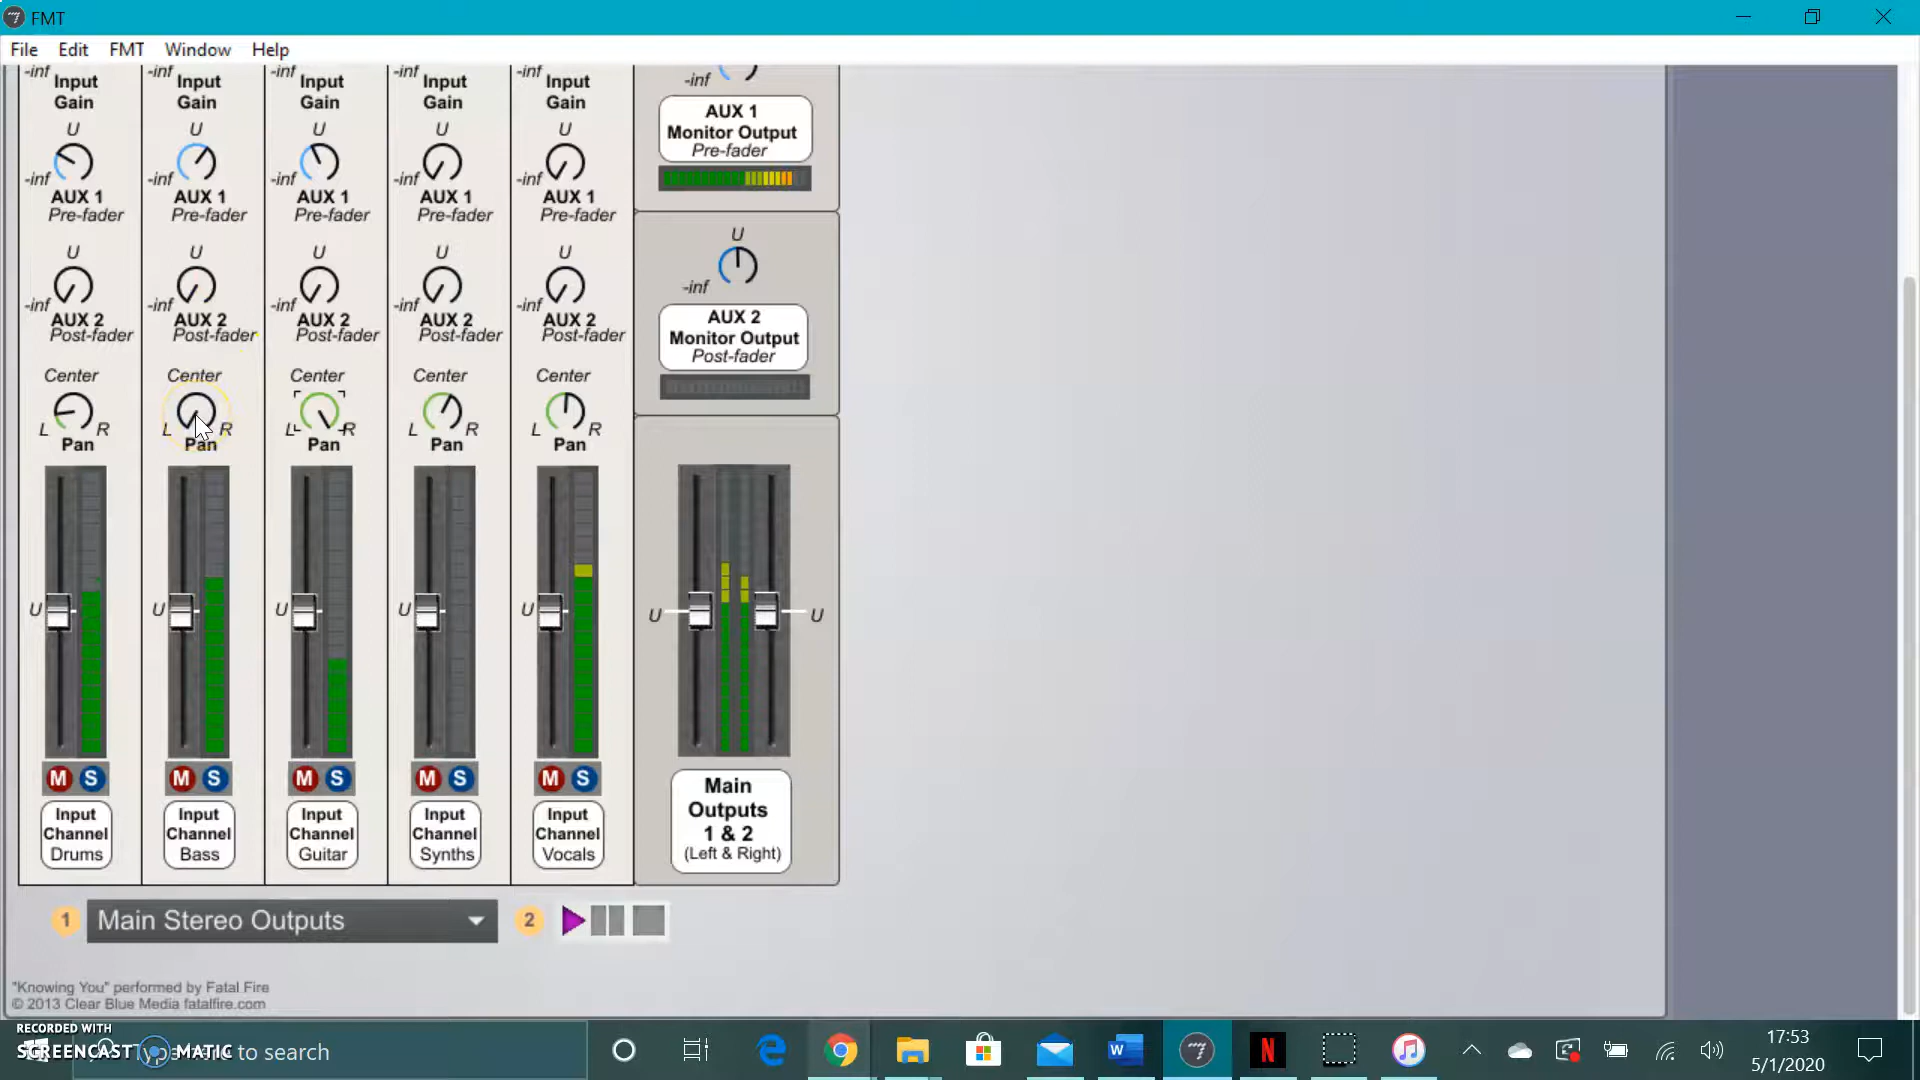 FMT
File Edit FMT Window Help
-inf -inf -inf -inf -inf -inf
Input Input Input Input Input
Gain Gain Gain Gain Gain
AUX 1
Monitor Output
Pre-fader
U U U U U
-inf -inf -inf -inf -inf
AUX 1 AUX 1 AUX 1 AUX 1 AUX 1
Pre-fader Pre-fader Pre-fader Pre-fader Pre-fader
U U U U U U
-inf -inf -inf -inf -inf -inf
AUX 2 AUX 2 AUX 2 AUX 2 AUX 2
Post-fader Post-fader Post-fader Post-fader Post-fader
AUX 2
Monitor Output
Post-fader
Center Center Center Center Center
L R L R L R L R L R
Pan Pan Pan Pan Pan
U U U U U U U
M S M S M S M S M S
Input Input Input Input Input
Channel Channel Channel Channel Channel
Drums Bass Guitar Synths Vocals
Main
Outputs
1 & 2
(Left & Right)
1 Main Stereo Outputs 2
"Knowing You" performed by Fatal Fire
© 2013 Clear Blue Media fatalfire.com
RECORDED WITH
SCREENCAST MATIC
to search
17:53
5/1/2020